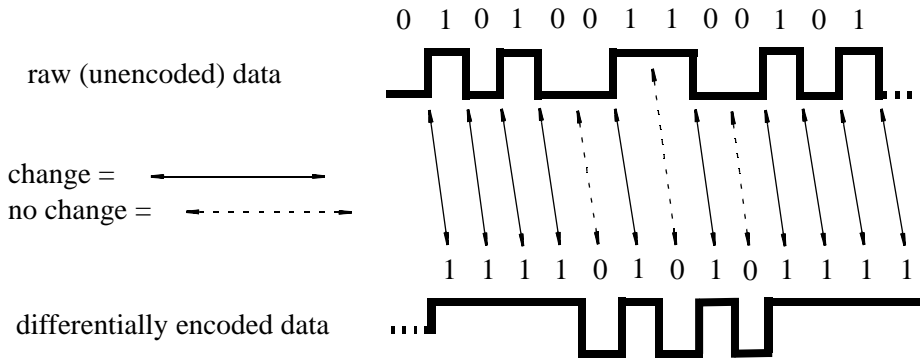 0 1 0 1 0 0 1 1 0 0 1 0 1
raw (unencoded) data
change =
no change =
1 1 1 1 0 1 0 1 0 1 1 1 1
differentially encoded data